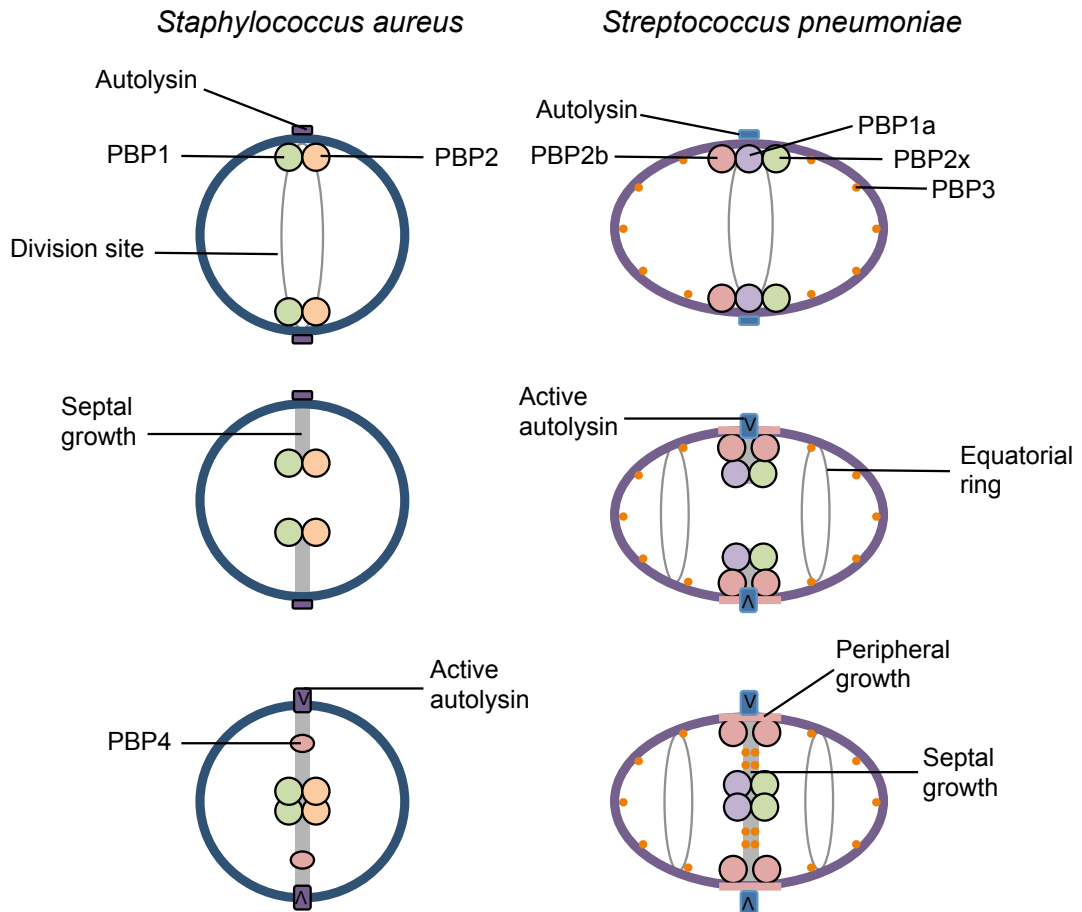 Staphylococcus aureus
Streptococcus pneumoniae
Autolysin
PBP1
PBP2
Division site
Autolysin
PBP1a
PBP2b
PBP2x
PBP3
Septal
growth
Active
autolysin
V
Equatorial
ring
V
Active
autolysin
V
PBP4
V
Peripheral
growth
V
Septal
growth
V